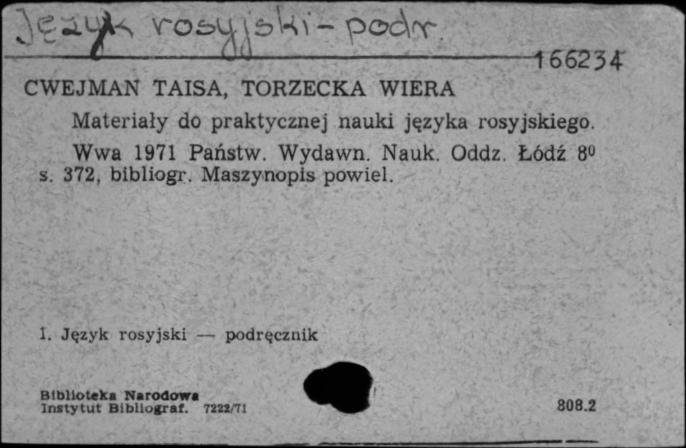 Język rosyjski - podr.
166234
CWEJMAN TAISA, TORZECKA WIERA
Materiały do praktycznej nauki języka rosyjskiego.
Wwa 1971 Państw. Wydawn. Nauk. Oddz. Łódź 8⁰
s. 372, bibliogr. Maszynopis powiel.
I. Język rosyjski — podręcznik
Biblioteka Narodowa
Instytut Bibliograf. 7222/71
808.2